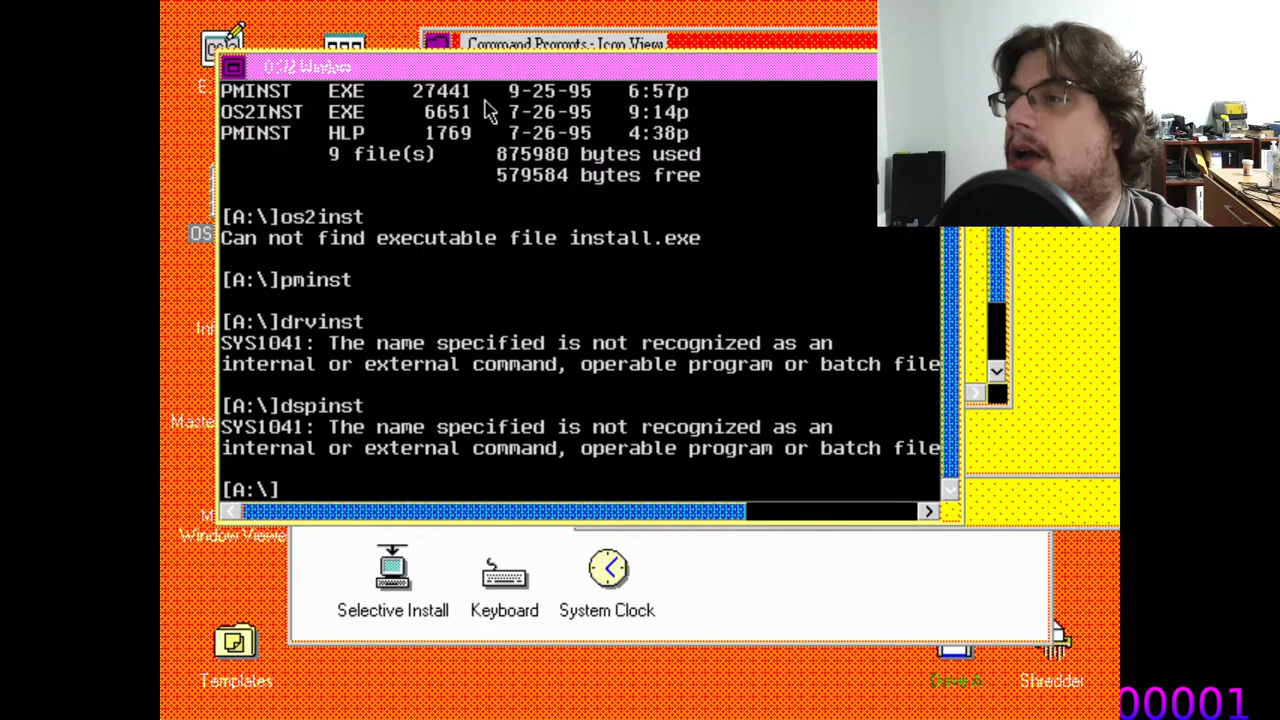 Command Prompts - Icon View
OS/2 Window
PMINST EXE 27441 9-25-95 6:57p
OS2INST EXE 6651 7-26-95 9:14p
PMINST HLP 1769 7-26-95 4:38p
9 file(s) 875980 bytes used
579584 bytes free
[A:\]os2inst
OS
Can not find executable file install.exe
[A:\]pminst
[A:\]drvinst
SYS1041: The name specified is not recognized as an
internal or external command, operable program or batch file
[A:\]dspinst
SYS1041: The name specified is not recognized as an
internal or external command, operable program or batch file
[A:\]
Window Viewer
Selective Install
Keyboard
System Clock
Templates
Drive A
Shredder
00001